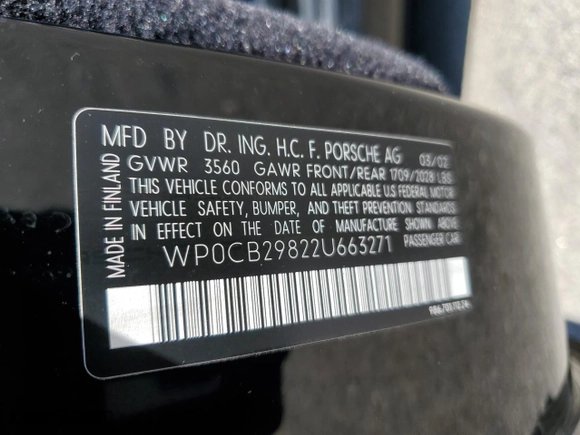 MFD BY DR. ING. H.C. F. PORSCHE AG 03/02
GVWR 3560 GAWR FRONT/REAR 1709/2028 LBS
THIS VEHICLE CONFORMS TO ALL APPLICABLE US FEDERAL MOTOR
VEHICLE SAFETY, BUMPER, AND THEFT PREVENTION STANDARDS
IN EFFECT ON THE DATE OF MANUFACTURE SHOWN ABOVE
WP0CB29822U663271 PASSENGER CAR
MADE IN FINLAND